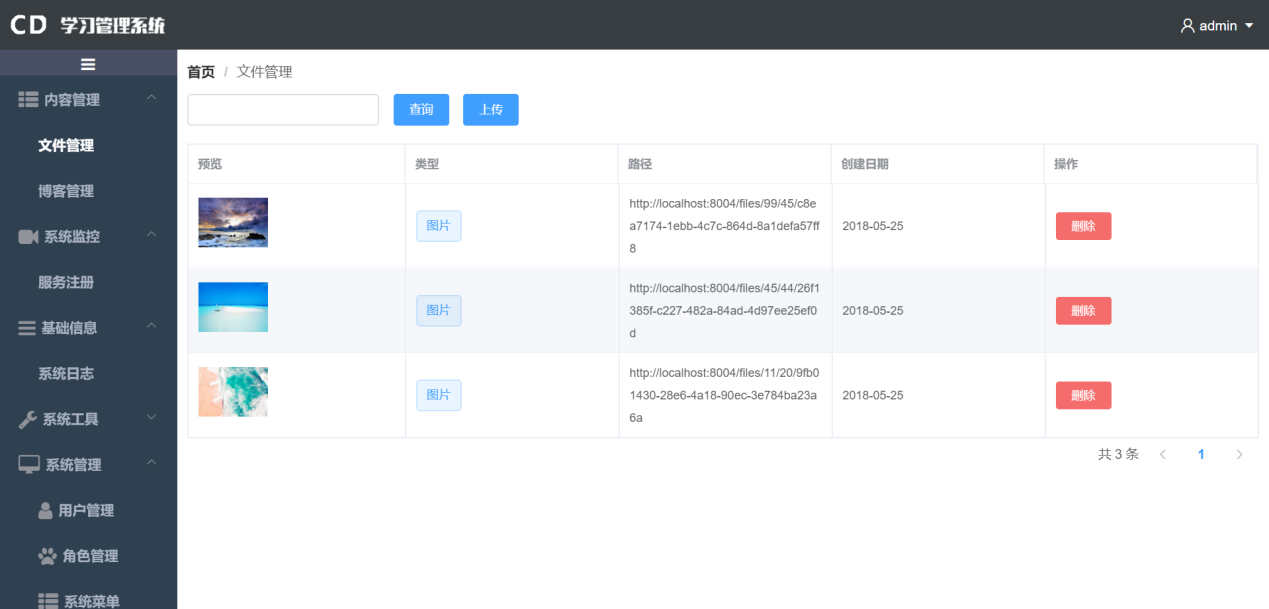 CD 学习管理系统
admin
内容管理
文件管理
博客管理
系统监控
服务注册
基础信息
系统日志
系统工具
系统管理
用户管理
角色管理
系统菜单
首页 / 文件管理
查询 上传
预览 类型 路径 创建日期 操作
http://localhost:8004/files/99/45/c8e
图片 a7174-1ebb-4c7c-864d-8a1defa57ff 2018-05-25 删除
8
http://localhost:8004/files/45/44/26f1
图片 385f-c227-482a-84ad-4d97ee25ef0 2018-05-25 删除
d
http://localhost:8004/files/11/20/9fb0
图片 1430-28e6-4a18-90ec-3e784ba23a 2018-05-25 删除
6a
共 3 条 1